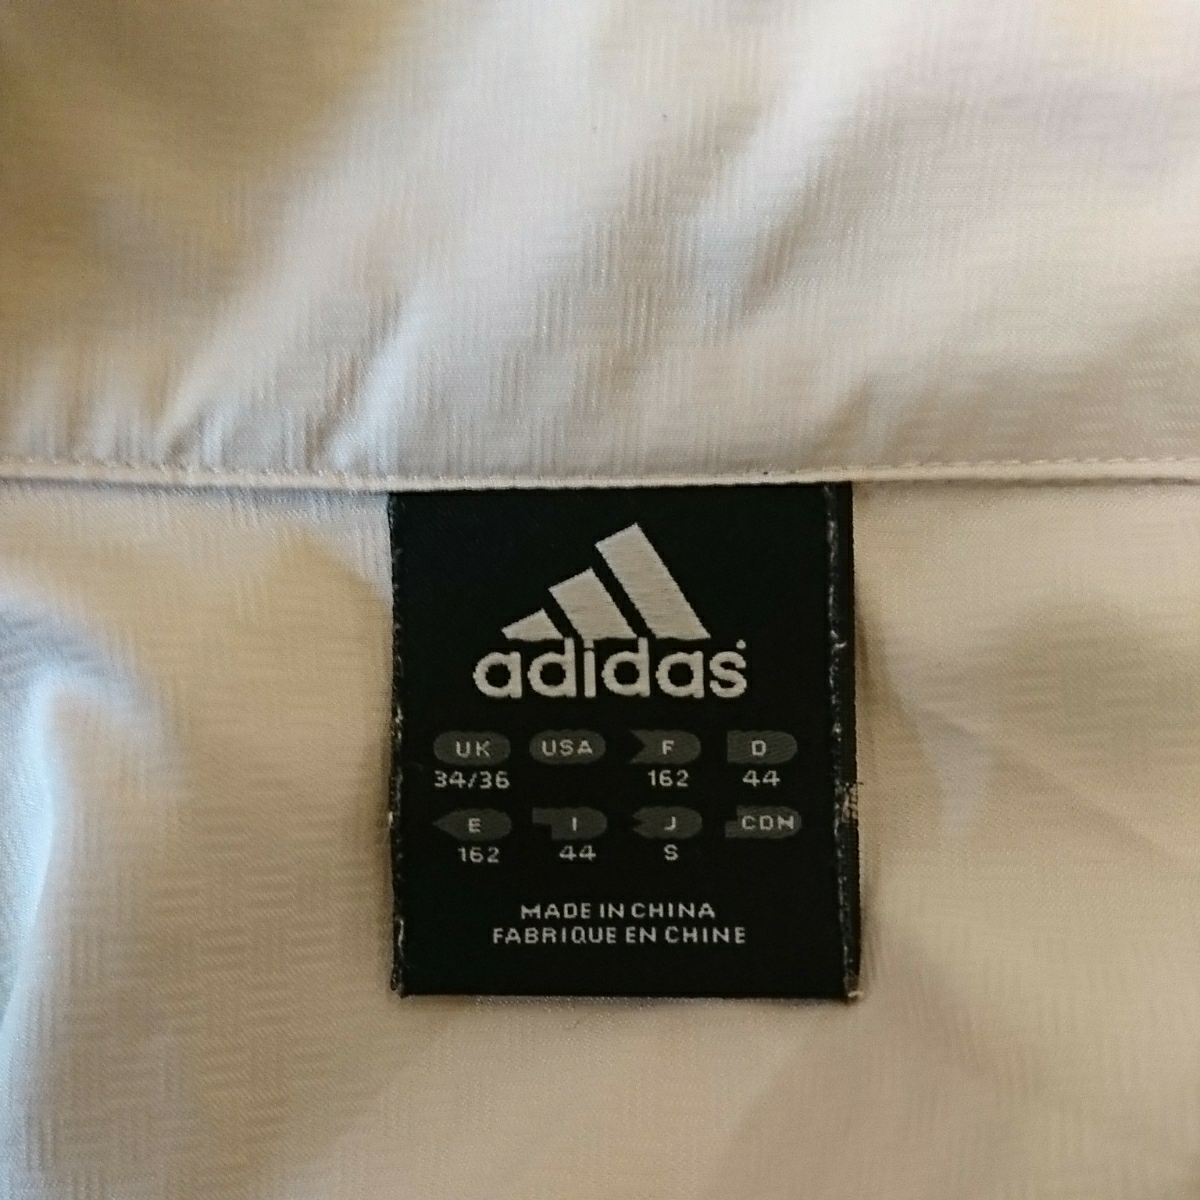 adidas
UK USA F D
34/36 162 44
E I J CDN
162 44 S
MADE IN CHINA
FABRIQUE EN CHINE